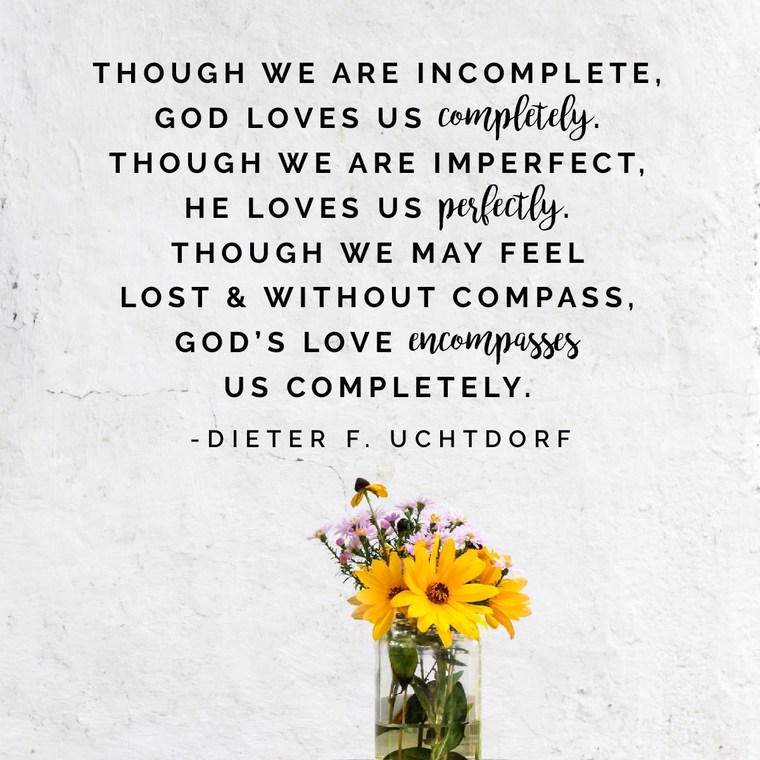 THOUGH WE ARE INCOMPLETE,
GOD LOVES US completely.
THOUGH WE ARE IMPERFECT,
HE LOVES US perfectly.
THOUGH WE MAY FEEL
LOST & WITHOUT COMPASS,
GOD'S LOVE encompasses
US COMPLETELY.
-DIETER F. UCHTDORF